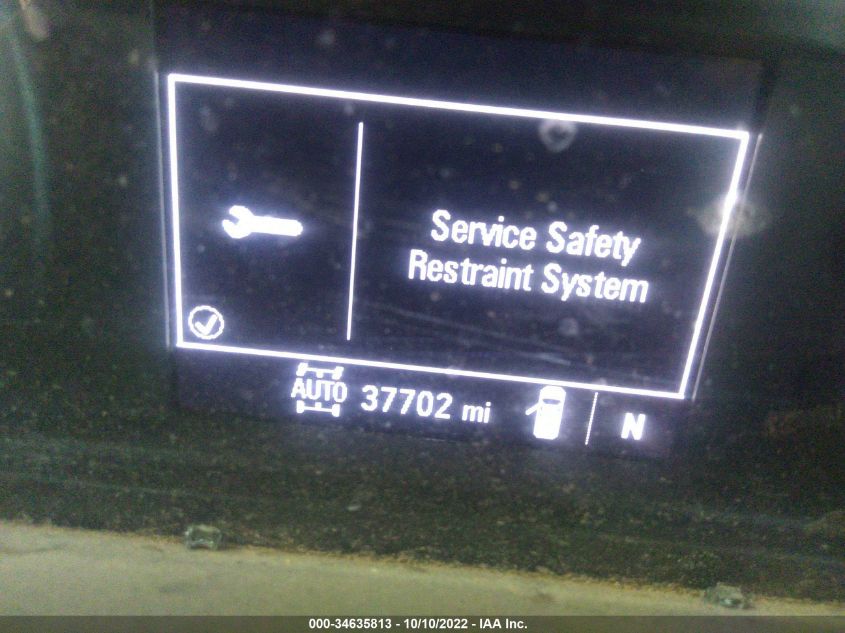 Service Safety
Restraint System
AUTO 37702 mi N
000-34635813 - 10/10/2022 - IAA Inc.